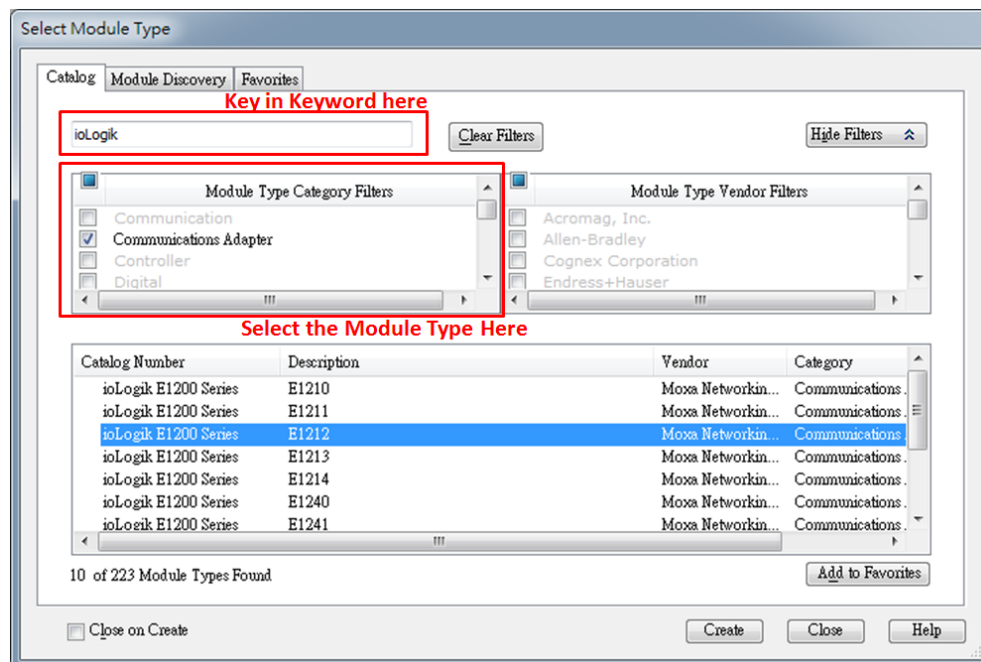 Select Module Type
Catalog Module Discovery Favorites
Key in Keyword here
ioLogik Clear Filters Hide Filters
Module Type Category Filters Module Type Vendor Filters
Communication Acromag, Inc.
Communications Adapter Allen-Bradley
Controller Cognex Corporation
Digital Endress+Hauser
Select the Module Type Here
Catalog Number Description Vendor Category
ioLogik E1200 Series E1210 Moxa Networkin... Communications .
ioLogik E1200 Series E1211 Moxa Networkin... Communications .
ioLogik E1200 Series E1212 Moxa Networkin... Communications .
ioLogik E1200 Series E1213 Moxa Networkin... Communications .
ioLogik E1200 Series E1214 Moxa Networkin... Communications .
ioLogik E1200 Series E1240 Moxa Networkin... Communications .
ioLogik E1200 Series E1241 Moxa Networkin... Communications .
10 of 223 Module Types Found Add to Favorites
Close on Create Create Close Help